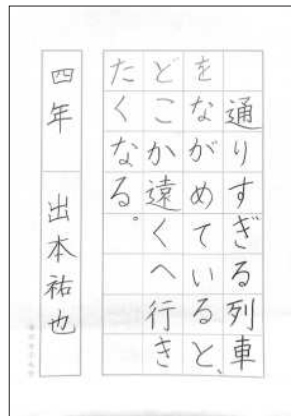 通りすぎる列車
をながめていると、
どこか遠くへ行き
たくなる。
四年 出本祐也